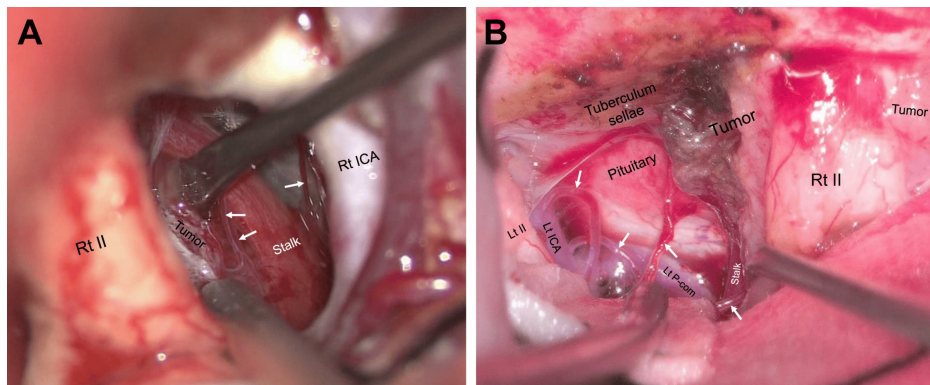 A
Rt ICA
Rt II
Tumor
Stalk
B
Tuberculum
sellae
Tumor
Tumor
Pituitary
Rt II
Lt II
Lt ICA
Lt P-com
Stalk